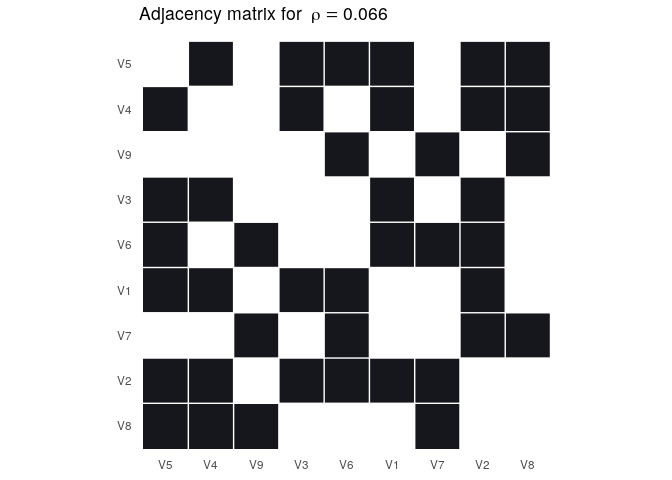 Adjacency matrix for ρ = 0.066
V5
V4
V9
V3
V6
V1
V7
V2
V8
V5 V4 V9 V3 V6 V1 V7 V2 V8